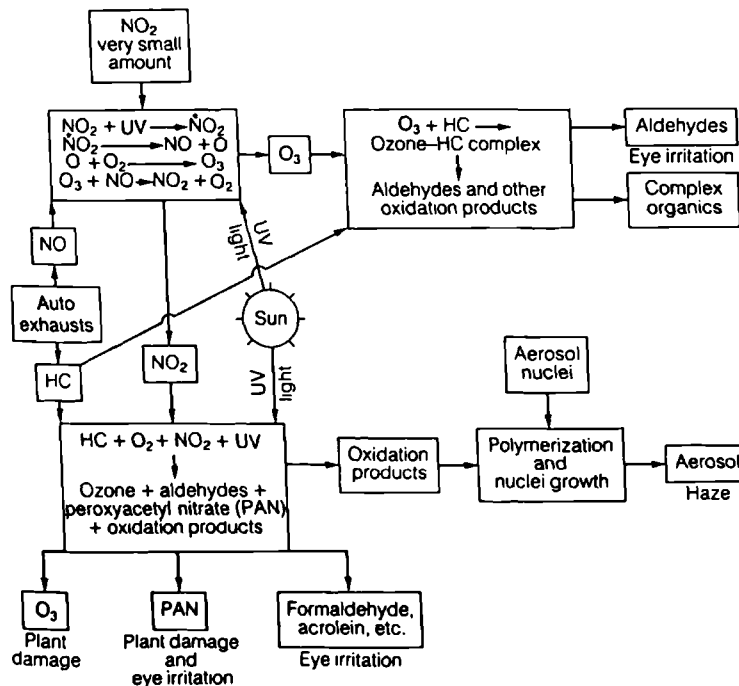 NO₂
very small
amount
NO₂ + UV → N*O₂
N*O₂ → NO + O
O + O₂ → O₃
O₃ + NO → NO₂ + O₂
O₃
O₃ + HC →
Ozone–HC complex
↓
Aldehydes and other
oxidation products
Aldehydes
Eye irritation
Complex
organics
NO
UV
light
Auto
exhausts
Sun
HC
NO₂
UV
light
Aerosol
nuclei
HC + O₂ + NO₂ + UV
↓
Ozone + aldehydes +
peroxyacetyl nitrate (PAN)
+ oxidation products
Oxidation
products
Polymerization
and
nuclei growth
Aerosol
Haze
O₃
Plant
damage
PAN
Plant damage
and
eye irritation
Formaldehyde,
acrolein, etc.
Eye irritation